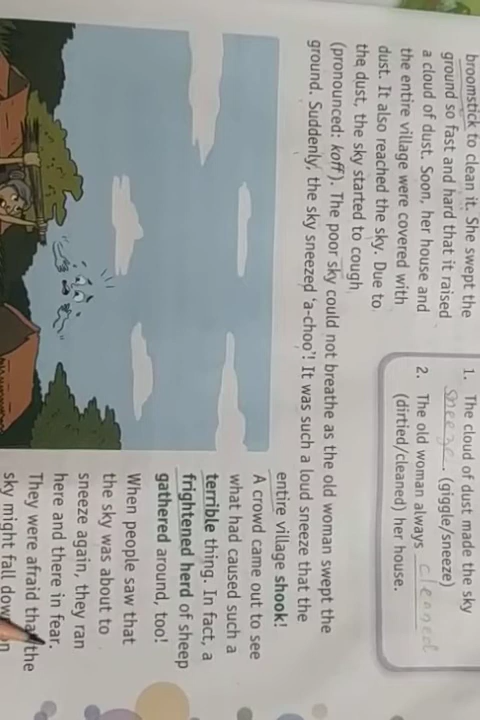 broomstick to clean it. She swept the
ground so fast and hard that it raised
a cloud of dust. Soon, her house and
the entire village were covered with
dust. It also reached the sky. Due to
the dust, the sky started to cough
(pronounced: koff). The poor sky could not breathe as the old woman swept the
ground. Suddenly, the sky sneezed 'a-choo'! It was such a loud sneeze that the
entire village shook!
A crowd came out to see
what had caused such a
terrible thing. In fact, a
frightened herd of sheep
gathered around, too!
When people saw that
the sky was about to
sneeze again, they ran
here and there in fear.
They were afraid that the
sky might fall down
1. The cloud of dust made the sky
sneeze. (giggle/sneeze)
2. The old woman always cleaned
(dirtied/cleaned) her house.